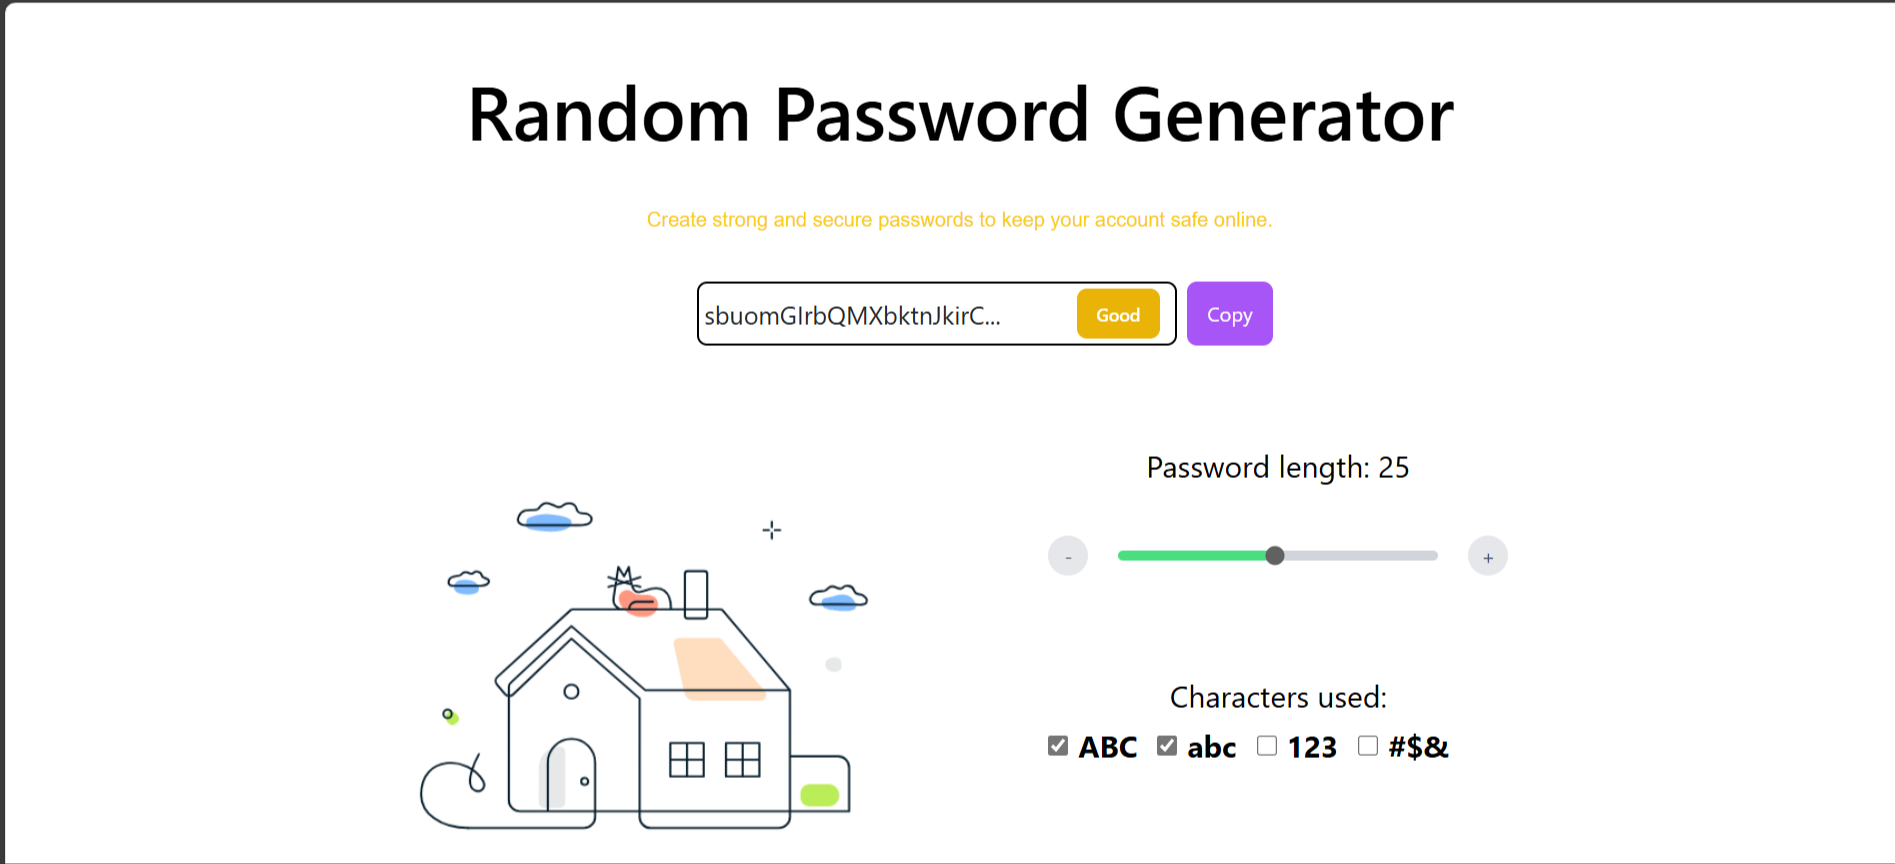 Random Password Generator
Create strong and secure passwords to keep your account safe online.
sbuomGIrbQMXbktnJkirC... Good Copy
Password length: 25
- +
Characters used:
ABC abc 123 #$&